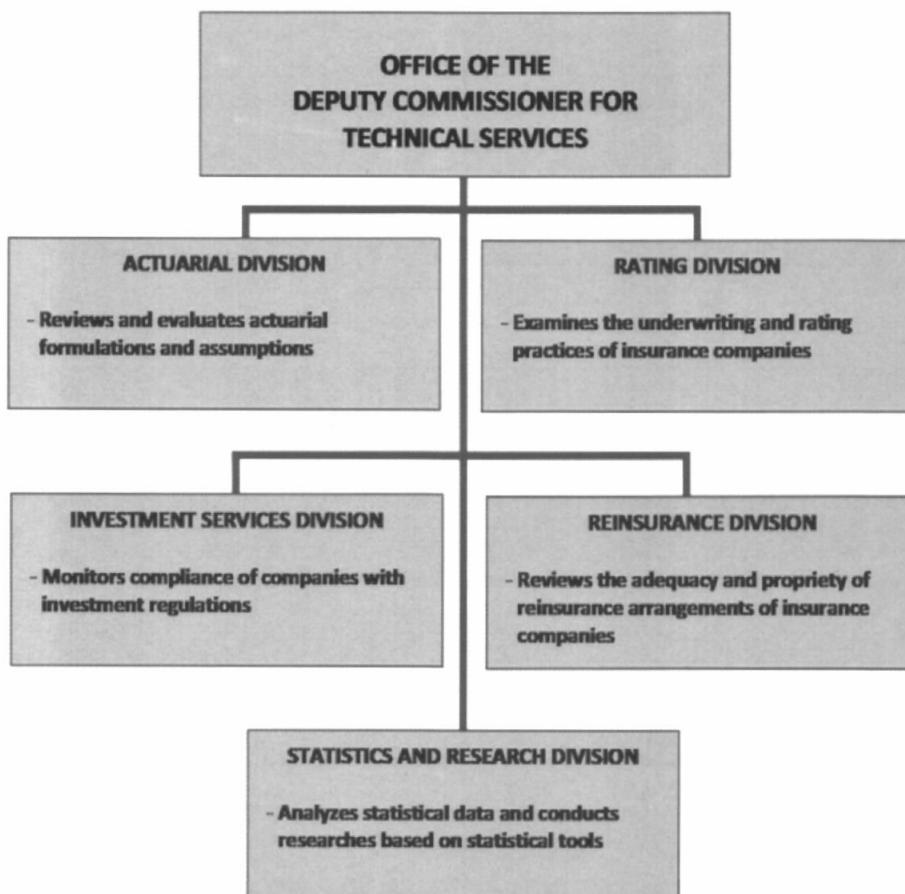 OFFICE OF THE
DEPUTY COMMISSIONER FOR
TECHNICAL SERVICES
ACTUARIAL DIVISION
- Reviews and evaluates actuarial
formulations and assumptions
RATING DIVISION
- Examines the underwriting and rating
practices of insurance companies
INVESTMENT SERVICES DIVISION
- Monitors compliance of companies with
investment regulations
REINSURANCE DIVISION
- Reviews the adequacy and propriety of
reinsurance arrangements of insurance
companies
STATISTICS AND RESEARCH DIVISION
- Analyzes statistical data and conducts
researches based on statistical tools